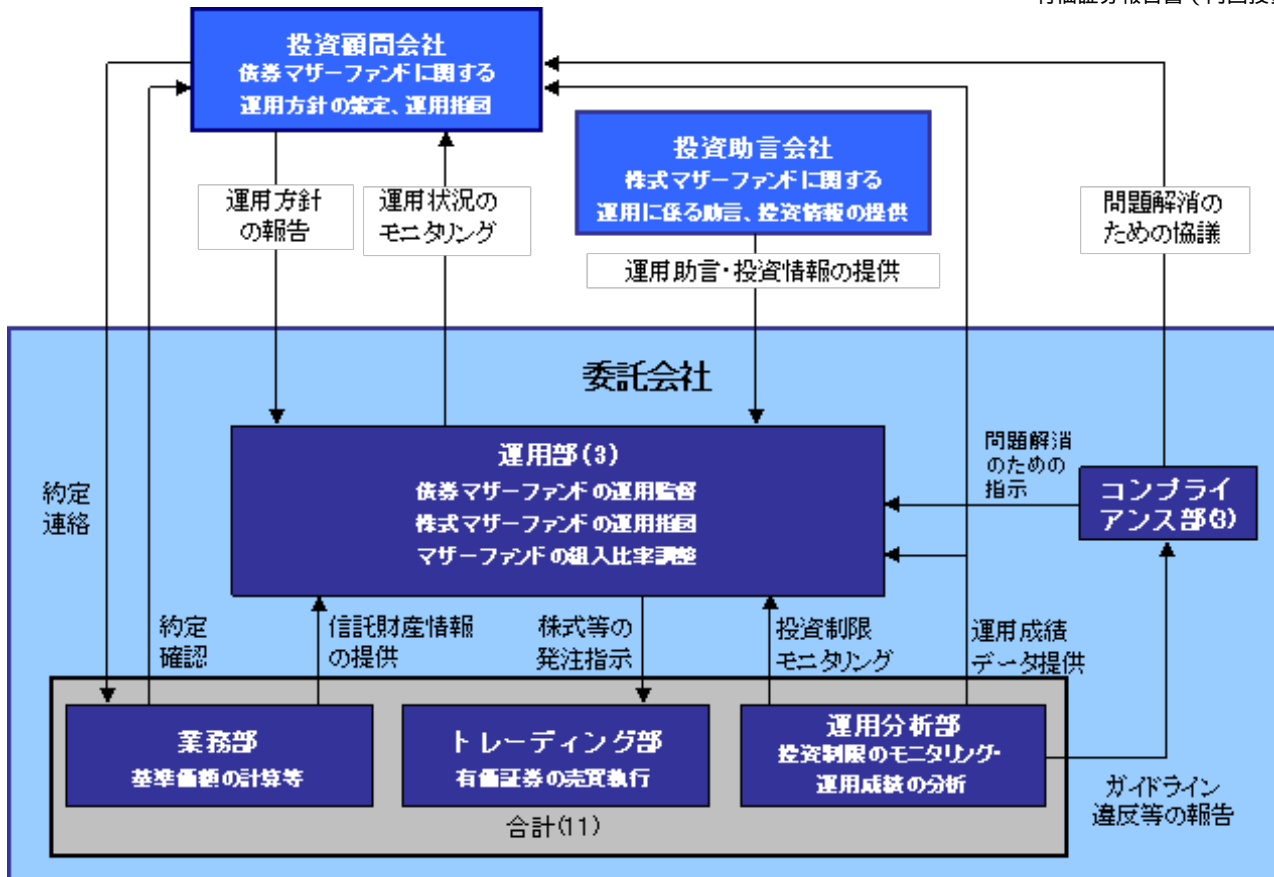 投資顧問会社
債券マザーファンドに関する
運用方針の策定、運用指図
投資助言会社
株式マザーファンドに関する
運用に係る助言、投資情報の提供
運用方針
の報告
運用状況の
モニタリング
運用助言・投資情報の提供
問題解消の
ための協議
委託会社
運用部(3)
債券マザーファンドの運用監督
株式マザーファンドの運用指図
マザーファンドの組入比率調整
問題解消
のための
指示
コンプライ
アンス部(3)
約定
連絡
約定
確認
信託財産情報
の提供
株式等の
発注指示
投資制限
モニタリング
運用成績
データ提供
業務部
基準価額の計算等
トレーディング部
有価証券の売買執行
運用分析部
投資制限のモニタリング・
運用成績の分析
合計(11)
ガイドライン
違反等の報告